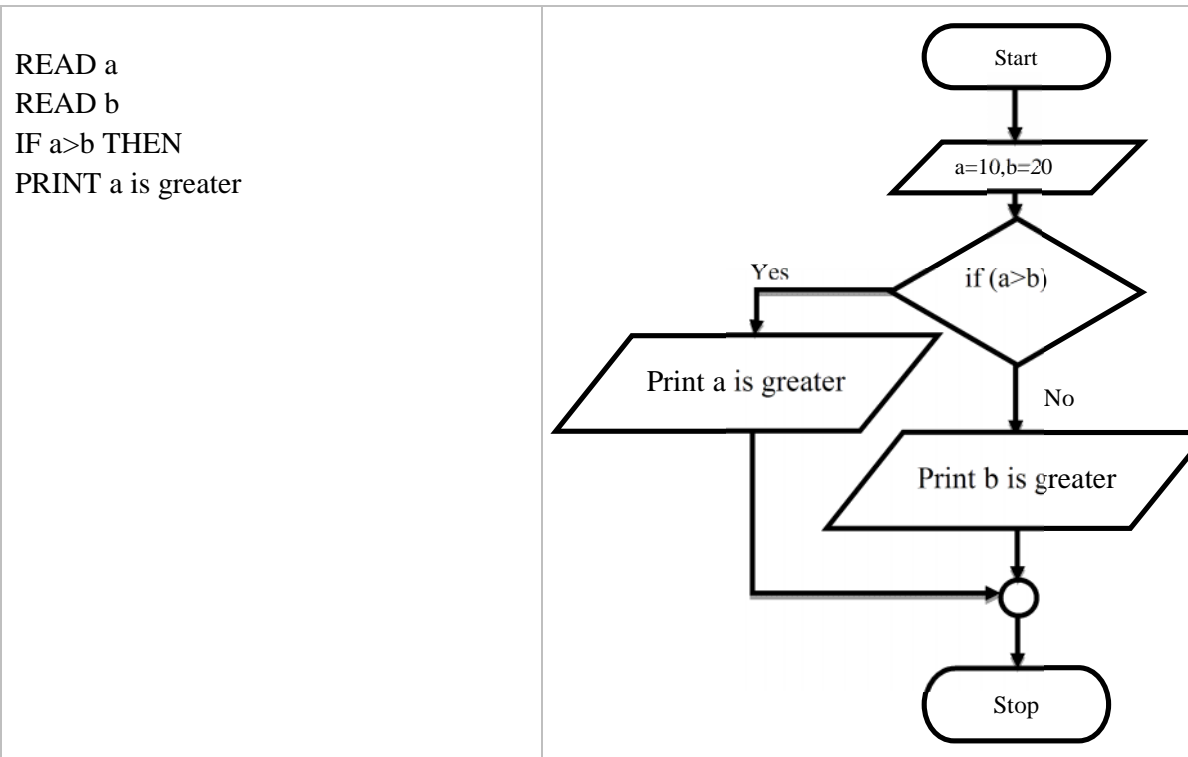 READ a
READ b
IF a>b THEN
PRINT a is greater
Start
a=10,b=20
if (a>b)
Yes
Print a is greater
No
Print b is greater
Stop